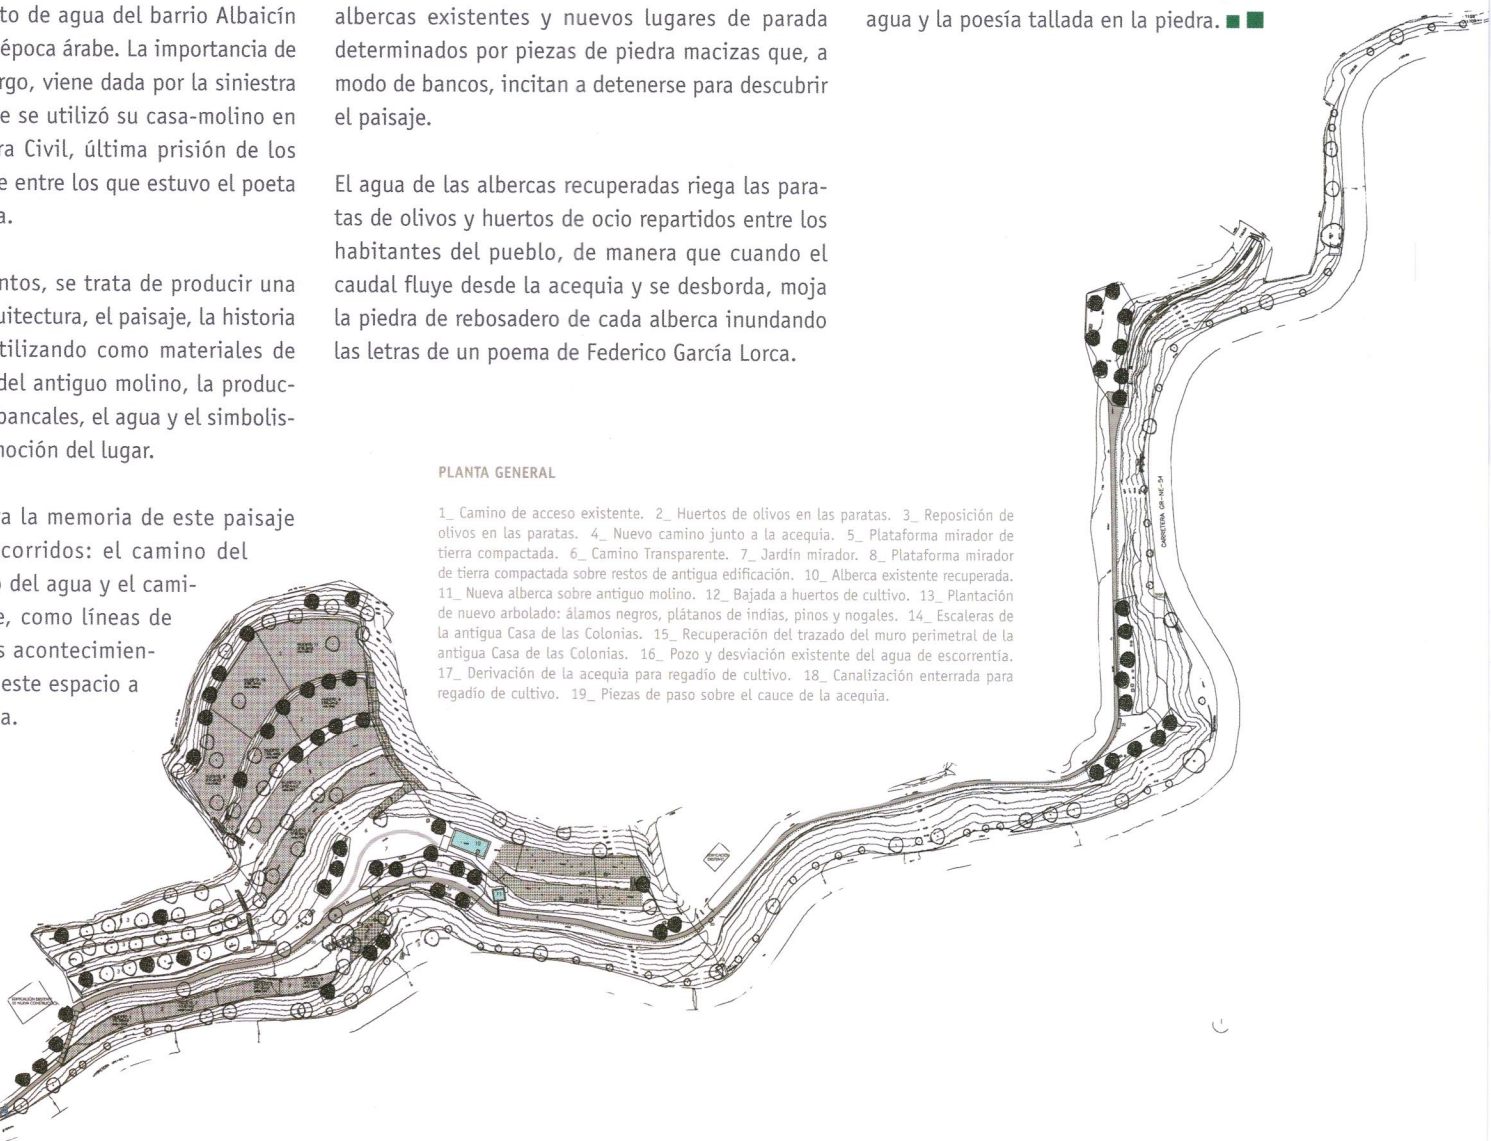 to de agua del barrio Albaicín
época árabe. La importancia de
rgo, viene dada por la siniestra
e se utilizó su casa-molino en
ra Civil, última prisión de los
e entre los que estuvo el poeta
a.
ntos, se trata de producir una
uitectura, el paisaje, la historia
tilizando como materiales de
del antiguo molino, la produc-
bancales, el agua y el simbolis-
noción del lugar.
a la memoria de este paisaje
corridos: el camino del
o del agua y el cami-
e, como líneas de
s acontecimien-
este espacio a
a.
albercas existentes y nuevos lugares de parada
determinados por piezas de piedra macizas que, a
modo de bancos, incitan a detenerse para descubrir
el paisaje.
El agua de las albercas recuperadas riega las para-
tas de olivos y huertos de ocio repartidos entre los
habitantes del pueblo, de manera que cuando el
caudal fluye desde la acequia y se desborda, moja
la piedra de rebosadero de cada alberca inundando
las letras de un poema de Federico García Lorca.
agua y la poesía tallada en la piedra.
PLANTA GENERAL
1_ Camino de acceso existente. 2_ Huertos de olivos en las paratas. 3_ Reposición de
olivos en las paratas. 4_ Nuevo camino junto a la acequia. 5_ Plataforma mirador de
tierra compactada. 6_ Camino Transparente. 7_ Jardín mirador. 8_ Plataforma mirador
de tierra compactada sobre restos de antigua edificación. 10_ Alberca existente recuperada.
11_ Nueva alberca sobre antiguo molino. 12_ Bajada a huertos de cultivo. 13_ Plantación
de nuevo arbolado: álamos negros, plátanos de indias, pinos y nogales. 14_ Escaleras de
la antigua Casa de las Colonias. 15_ Recuperación del trazado del muro perimetral de la
antigua Casa de las Colonias. 16_ Pozo y desviación existente del agua de escorrentía.
17_ Derivación de la acequia para regadío de cultivo. 18_ Canalización enterrada para
regadío de cultivo. 19_ Piezas de paso sobre el cauce de la acequia.
CARRETERA GR-NE-54